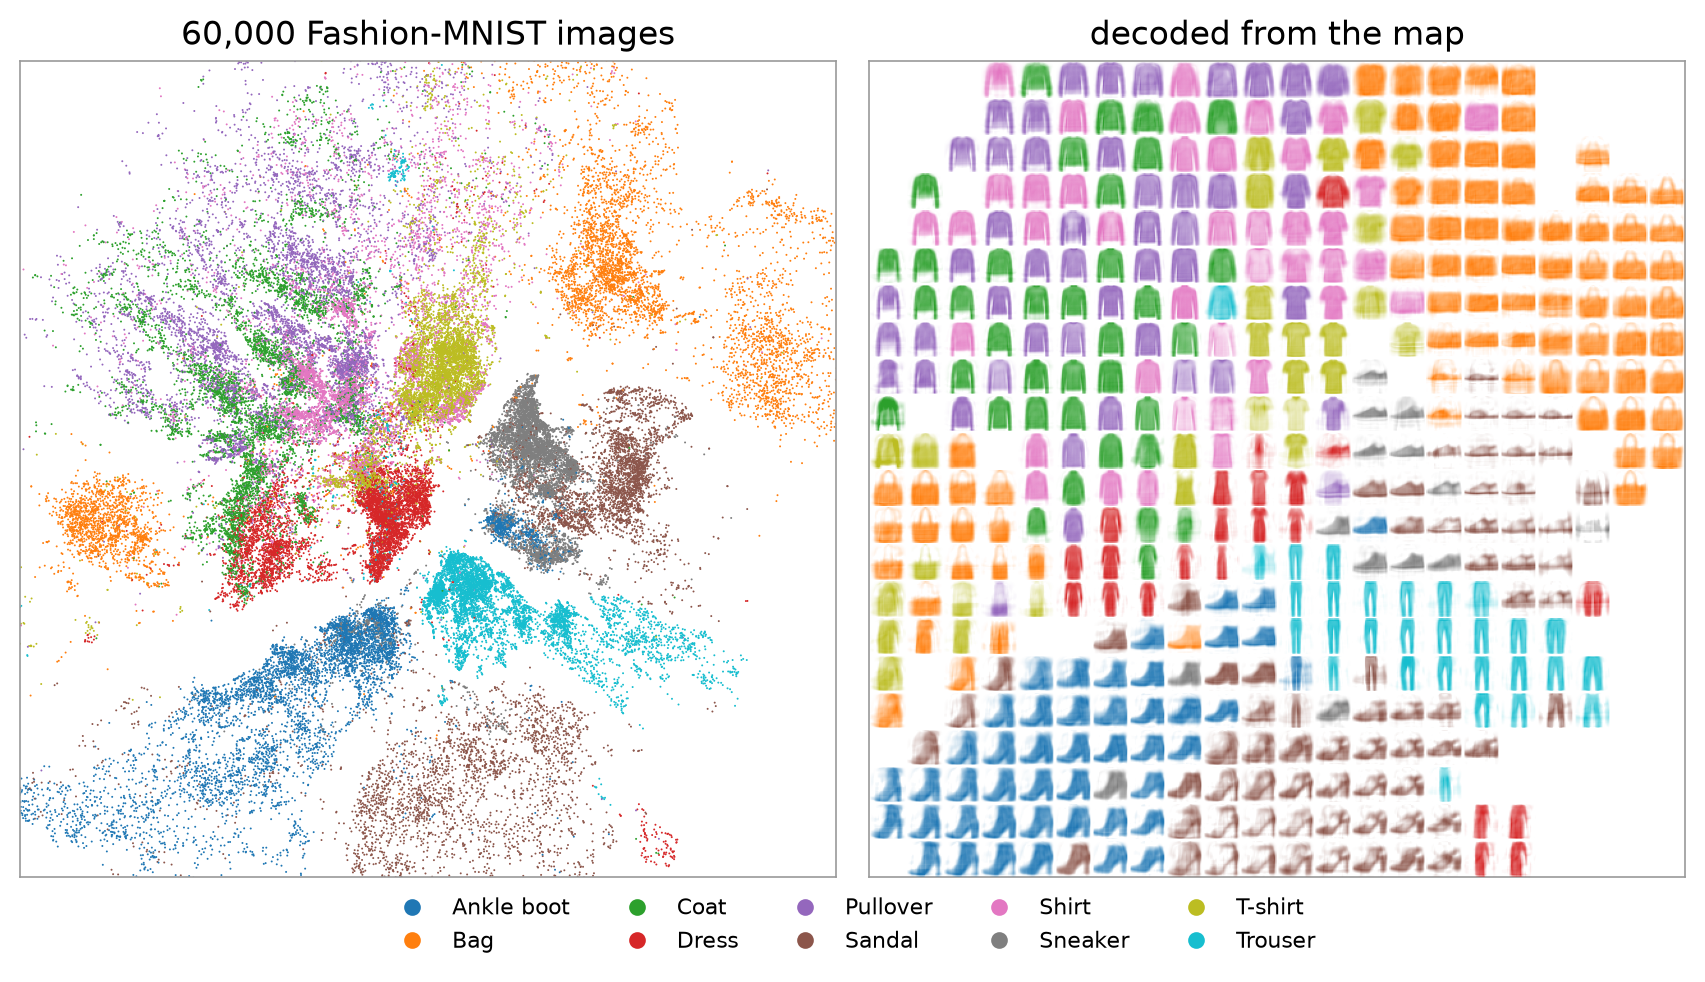 60,000 Fashion-MNIST images
decoded from the map
Ankle boot Coat Pullover Shirt T-shirt
Bag Dress Sandal Sneaker Trouser